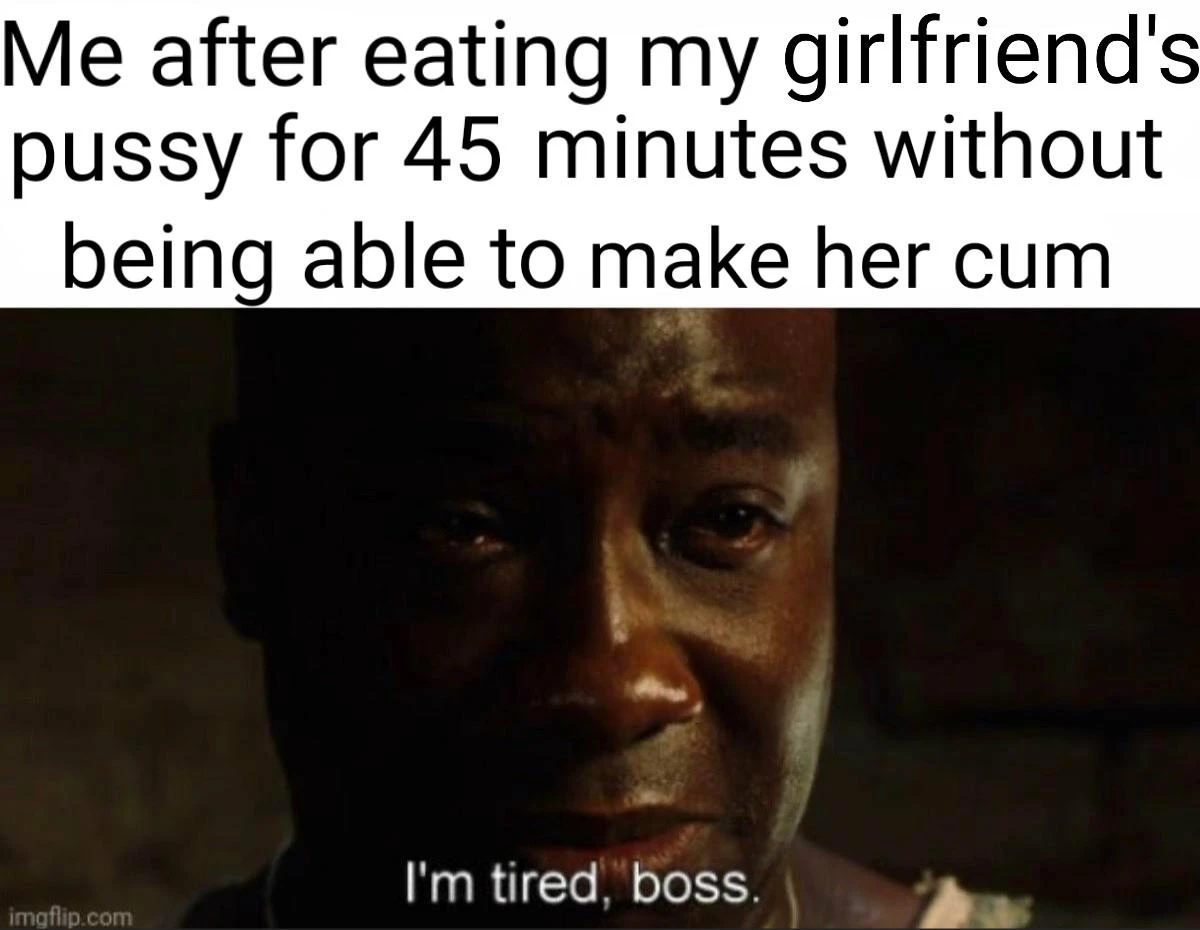 Me after eating my girlfriend's
pussy for 45 minutes without
being able to make her cum
I'm tired, boss.
imgflip.com